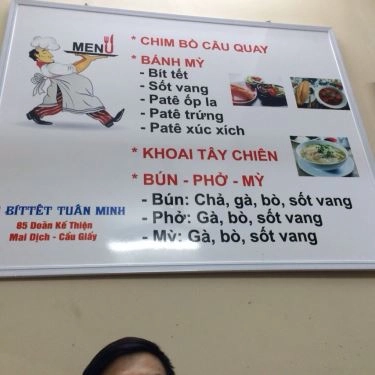 MENU
* CHIM BÒ CÂU QUAY
* BÁNH MỲ
- Bít tết
- Sốt vang
- Patê ốp la
- Patê trứng
- Patê xúc xích
* KHOAI TÂY CHIÊN
* BÚN - PHỞ - MỲ
- Bún: Chả, gà, bò, sốt vang
- Phở: Gà, bò, sốt vang
- Mỳ: Gà, bò, sốt vang
BÍTTẾT TUÂN MINH
85 Doãn Kế Thiện
Mai Dịch - Cầu Giấy